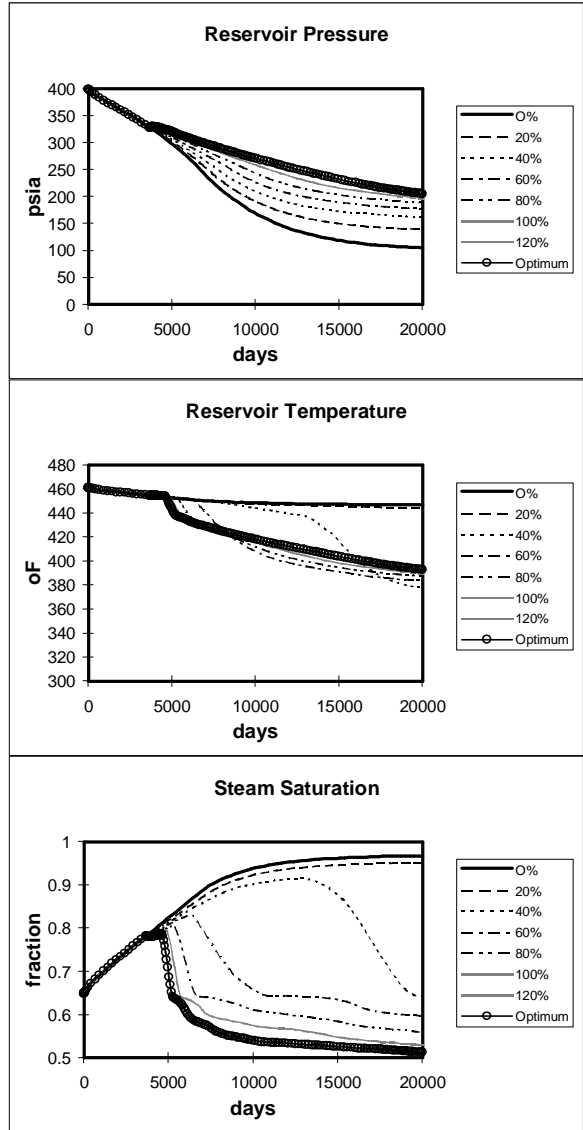 Reservoir Pressure
400
350
300
250
200
150
100
50
0
psia
0 5000 10000 15000 20000
days
O%
20%
40%
60%
80%
100%
120%
Optimum
Reservoir Temperature
480
460
440
420
400
380
360
340
320
300
oF
0 5000 10000 15000 20000
days
O%
20%
40%
60%
80%
100%
120%
Optimum
Steam Saturation
1
0.9
0.8
0.7
0.6
0.5
fraction
0 5000 10000 15000 20000
days
O%
20%
40%
60%
80%
100%
120%
Optimum